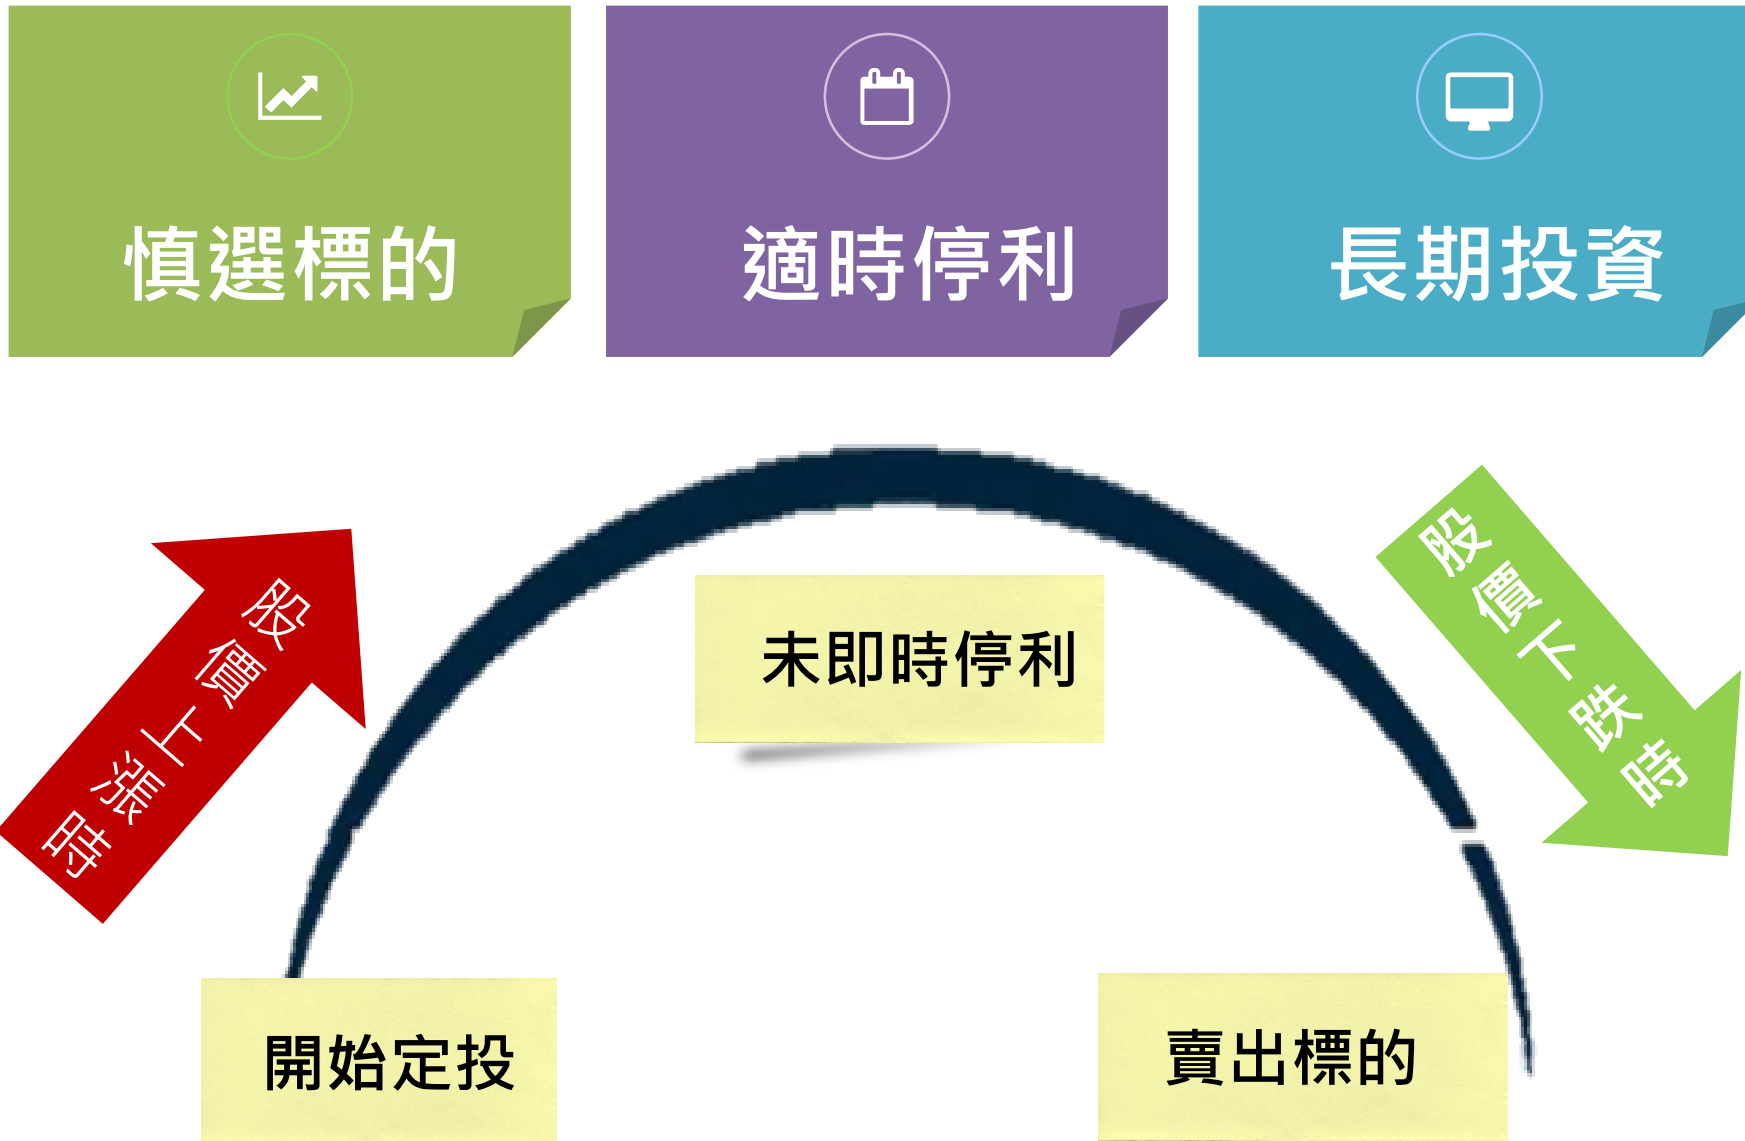 慎選標的
適時停利
長期投資
股價上漲時
股價下跌時
未即時停利
開始定投
賣出標的